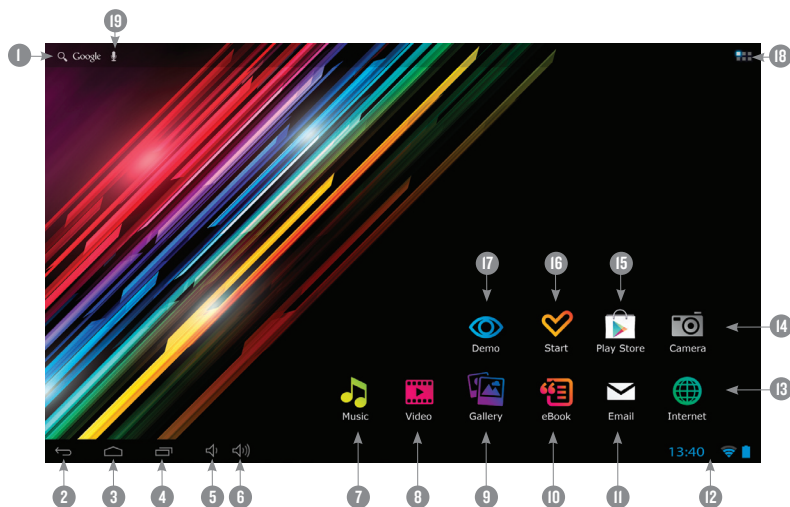 19
1 Google 18
17 16 15
14
Demo Start Play Store Camera
13
Music Video Gallery eBook Email Internet
13:40
2 3 4 5 6 7 8 9 10 11 12